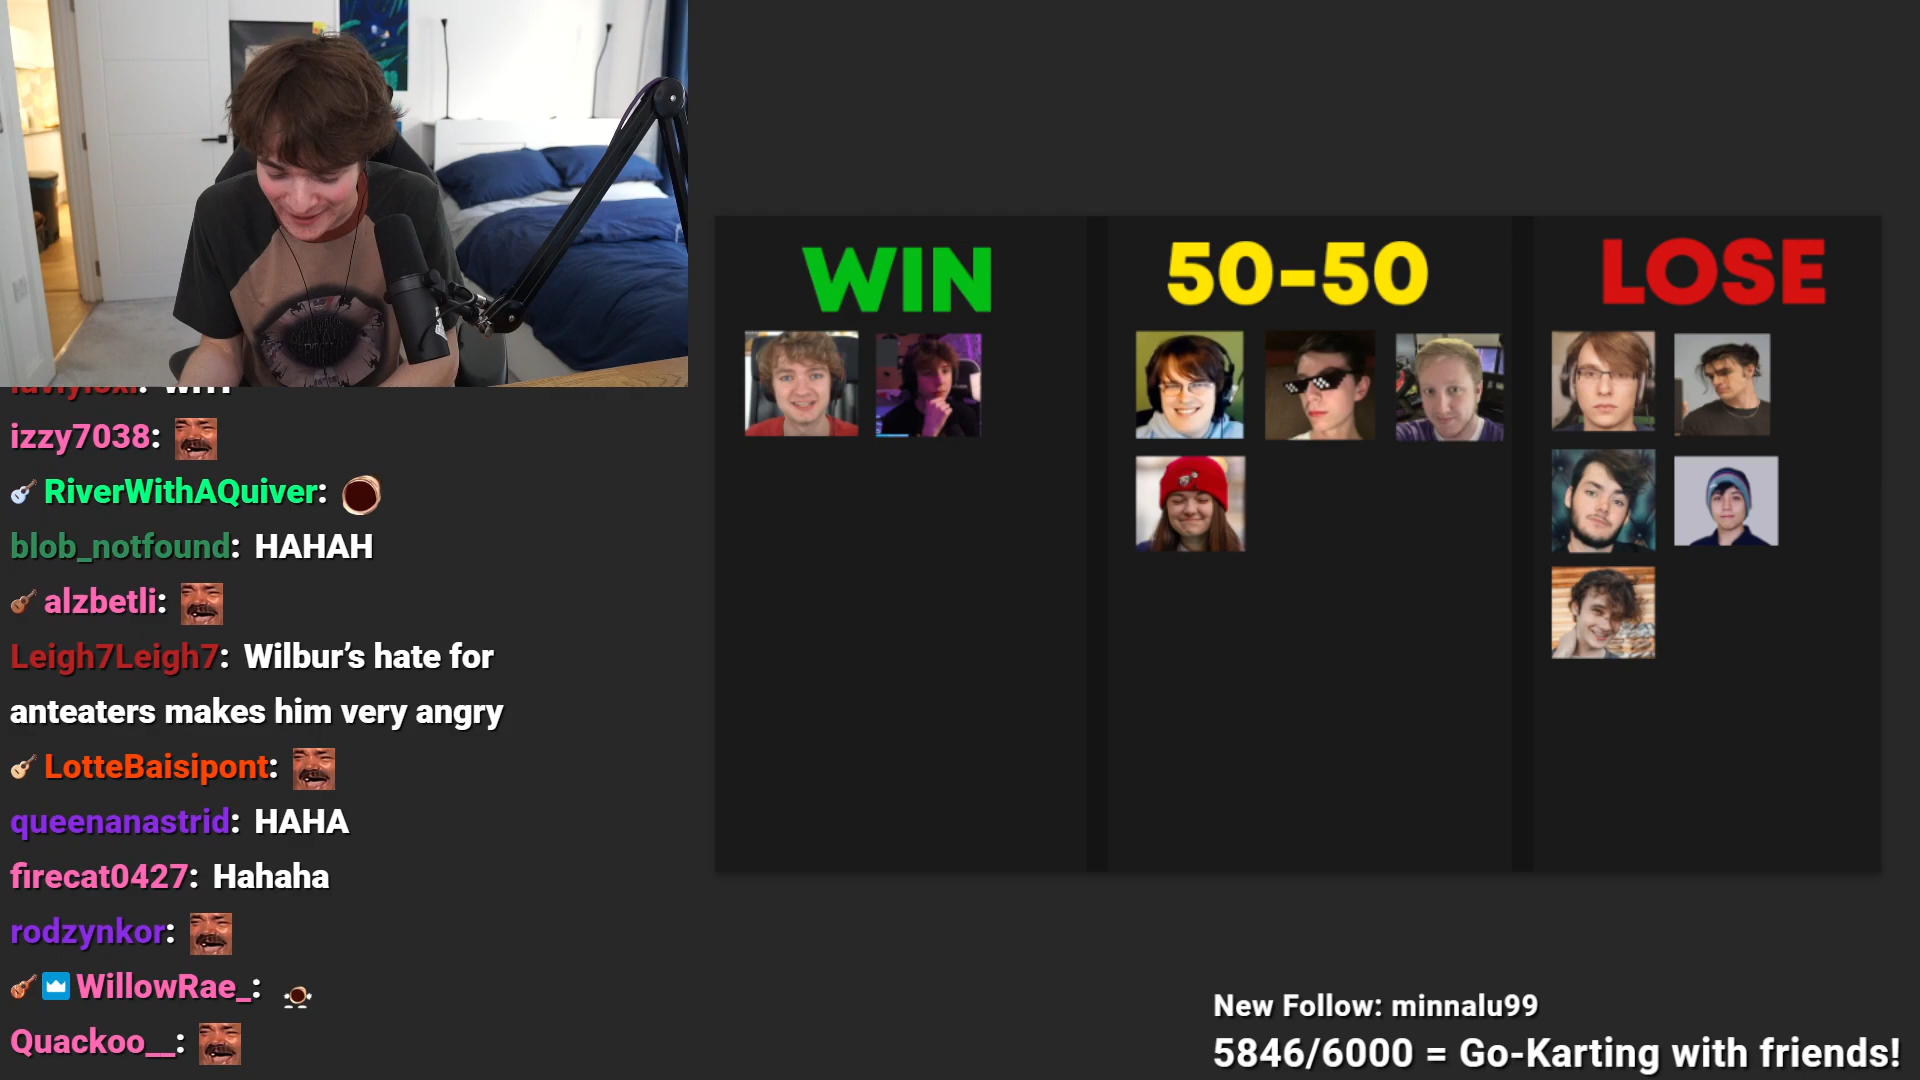 WIN
50-50
LOSE
izzy7038:
RiverWithAQuiver:
blob_notfound: HAHAH
alzbetli:
Leigh7Leigh7: Wilbur’s hate for
anteaters makes him very angry
LotteBaisipont:
queenanastrid: HAHA
firecat0427: Hahaha
rodzynkor:
WillowRae_:
Quackoo__:
New Follow: minnalu99
5846/6000 = Go-Karting with friends!